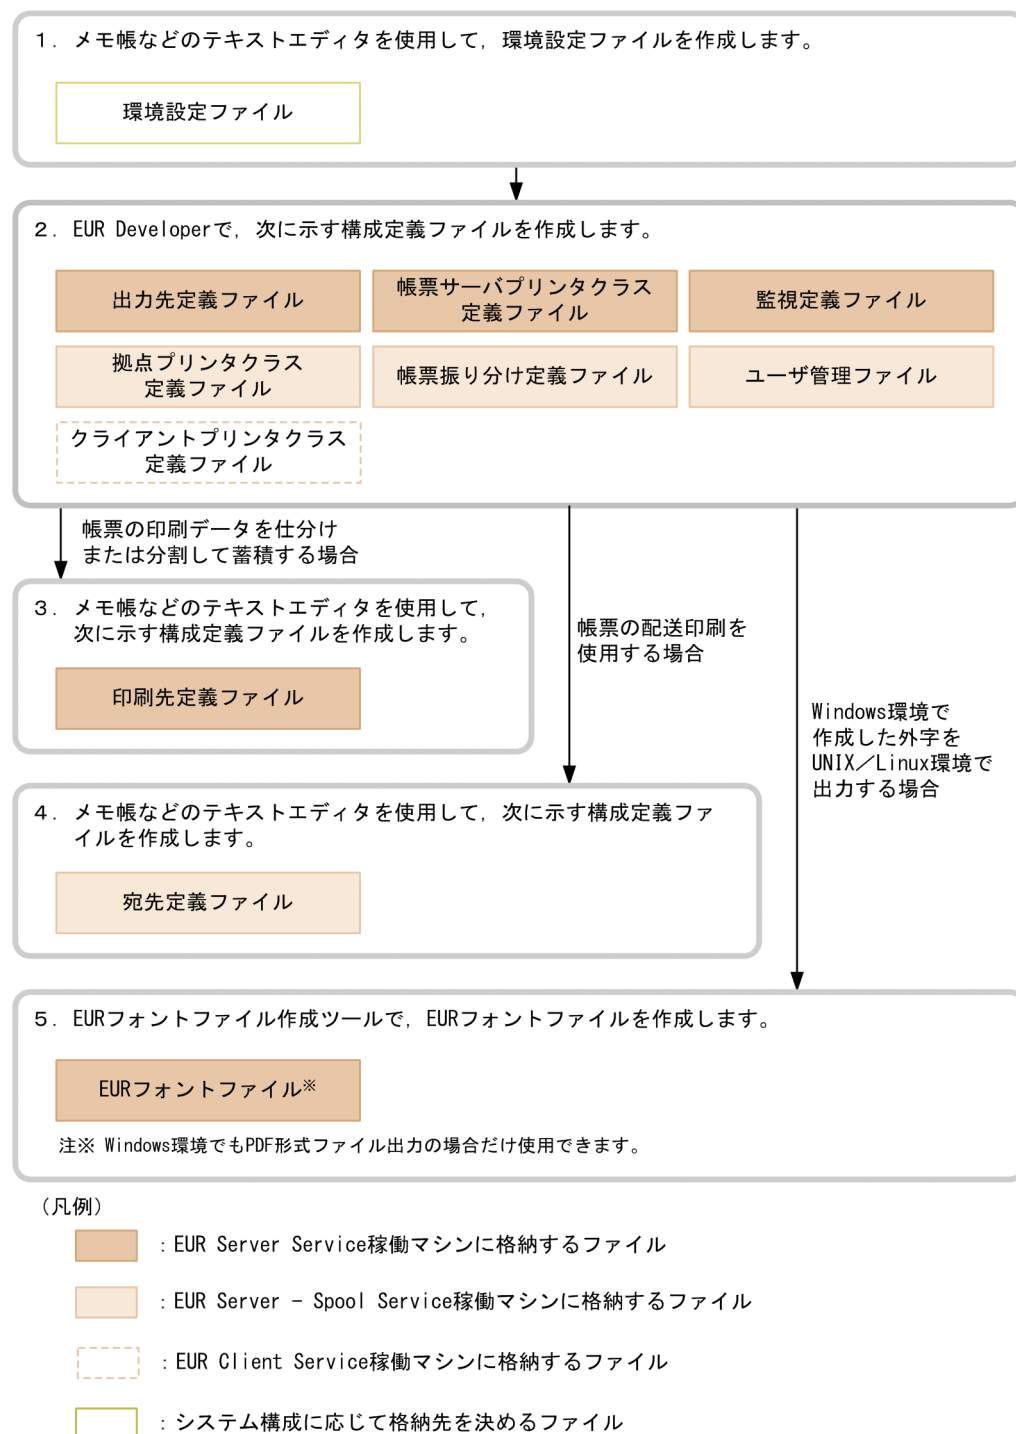 1. メモ帳などのテキストエディタを使用して，環境設定ファイルを作成します。
環境設定ファイル
2. EUR Developerで，次に示す構成定義ファイルを作成します。
出力先定義ファイル
帳票サーバプリンタクラス
定義ファイル
監視定義ファイル
拠点プリンタクラス
定義ファイル
帳票振り分け定義ファイル
ユーザ管理ファイル
クライアントプリンタクラス
定義ファイル
帳票の印刷データを仕分け
または分割して蓄積する場合
3. メモ帳などのテキストエディタを使用して，
次に示す構成定義ファイルを作成します。
印刷先定義ファイル
帳票の配送印刷を
使用する場合
Windows環境で
作成した外字を
UNIX／Linux環境で
出力する場合
4. メモ帳などのテキストエディタを使用して，次に示す構成定義ファ
イルを作成します。
宛先定義ファイル
5. EURフォントファイル作成ツールで，EURフォントファイルを作成します。
EURフォントファイル※
注※ Windows環境でもPDF形式ファイル出力の場合だけ使用できます。
（凡例）
：EUR Server Service稼働マシンに格納するファイル
：EUR Server − Spool Service稼働マシンに格納するファイル
：EUR Client Service稼働マシンに格納するファイル
：システム構成に応じて格納先を決めるファイル